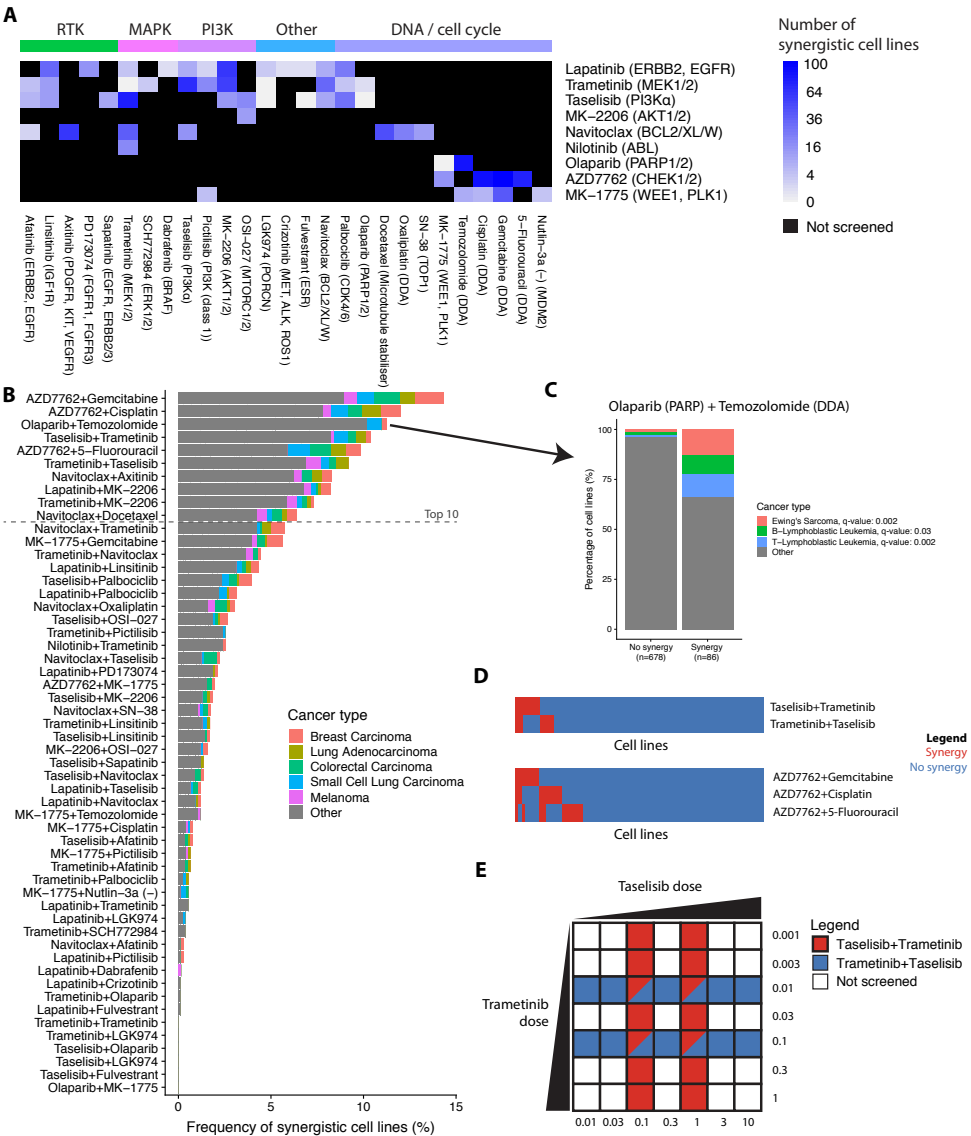 A
RTK
MAPK
PI3K
Other
DNA / cell cycle
Number of
synergistic cell lines
100
64
36
16
4
0
Not screened
Lapatinib (ERBB2, EGFR)
Trametinib (MEK1/2)
Taselisib (PI3Kα)
MK−2206 (AKT1/2)
Navitoclax (BCL2/XL/W)
Nilotinib (ABL)
Olaparib (PARP1/2)
AZD7762 (CHEK1/2)
MK−1775 (WEE1, PLK1)
Afatinib (ERBB2, EGFR)
Linsitinib (IGF1R)
Axitinib (PDGFR, KIT, VEGFR)
PD173074 (FGFR1, FGFR3)
Sapatinib (EGFR, ERBB2/3)
Trametinib (MEK1/2)
SCH772984 (ERK1/2)
Dabrafenib (BRAF)
Taselisib (PI3Kα)
Pictilisib (PI3K (class 1))
MK−2206 (AKT1/2)
OSI−027 (MTORC1/2)
LGK974 (PORCN)
Crizotinib (MET, ALK, ROS1)
Fulvestrant (ESR)
Navitoclax (BCL2/XL/W)
Palbociclib (CDK4/6)
Olaparib (PARP1/2)
Docetaxel (Microtubule stabiliser)
Oxaliplatin (DDA)
SN−38 (TOP1)
MK−1775 (WEE1, PLK1)
Temozolomide (DDA)
Cisplatin (DDA)
Gemcitabine (DDA)
5−Fluorouracil (DDA)
Nutlin−3a (−) (MDM2)
B
AZD7762+Gemcitabine
AZD7762+Cisplatin
Olaparib+Temozolomide
Taselisib+Trametinib
AZD7762+5−Fluorouracil
Trametinib+Taselisib
Navitoclax+Axitinib
Lapatinib+MK−2206
Trametinib+MK−2206
Navitoclax+Docetaxel
Top 10
Navitoclax+Trametinib
MK−1775+Gemcitabine
Trametinib+Navitoclax
Lapatinib+Linsitinib
Taselisib+Palbociclib
Lapatinib+Palbociclib
Navitoclax+Oxaliplatin
Taselisib+OSI−027
Trametinib+Pictilisib
Nilotinib+Trametinib
Navitoclax+Taselisib
Lapatinib+PD173074
AZD7762+MK−1775
Taselisib+MK−2206
Navitoclax+SN−38
Trametinib+Linsitinib
Taselisib+Linsitinib
MK−2206+OSI−027
Taselisib+Sapatinib
Taselisib+Navitoclax
Lapatinib+Taselisib
Lapatinib+Navitoclax
MK−1775+Temozolomide
MK−1775+Cisplatin
Taselisib+Afatinib
MK−1775+Pictilisib
Trametinib+Afatinib
Trametinib+Palbociclib
MK−1775+Nutlin−3a (−)
Lapatinib+Trametinib
Lapatinib+LGK974
Trametinib+SCH772984
Navitoclax+Afatinib
Lapatinib+Pictilisib
Lapatinib+Dabrafenib
Lapatinib+Crizotinib
Trametinib+Olaparib
Lapatinib+Fulvestrant
Trametinib+Trametinib
Trametinib+LGK974
Taselisib+Olaparib
Taselisib+LGK974
Taselisib+Fulvestrant
Olaparib+MK−1775
0
5
10
15
Frequency of synergistic cell lines (%)
Cancer type
Breast Carcinoma
Lung Adenocarcinoma
Colorectal Carcinoma
Small Cell Lung Carcinoma
Melanoma
Other
C
Olaparib (PARP) + Temozolomide (DDA)
Percentage of cell lines (%)
100
75
50
25
0
No synergy
(n=678)
Synergy
(n=86)
Cancer type
Ewing's Sarcoma, q-value: 0.002
B−Lymphoblastic Leukemia, q-value: 0.03
T−Lymphoblastic Leukemia, q-value: 0.002
Other
D
Taselisib+Trametinib
Trametinib+Taselisib
Cell lines
Legend
Synergy
No synergy
AZD7762+Gemcitabine
AZD7762+Cisplatin
AZD7762+5−Fluorouracil
Cell lines
E
Taselisib dose
Trametinib
dose
0.001
0.003
0.01
0.03
0.1
0.3
1
0.01 0.03 0.1 0.3 1 3 10
Legend
Taselisib+Trametinib
Trametinib+Taselisib
Not screened